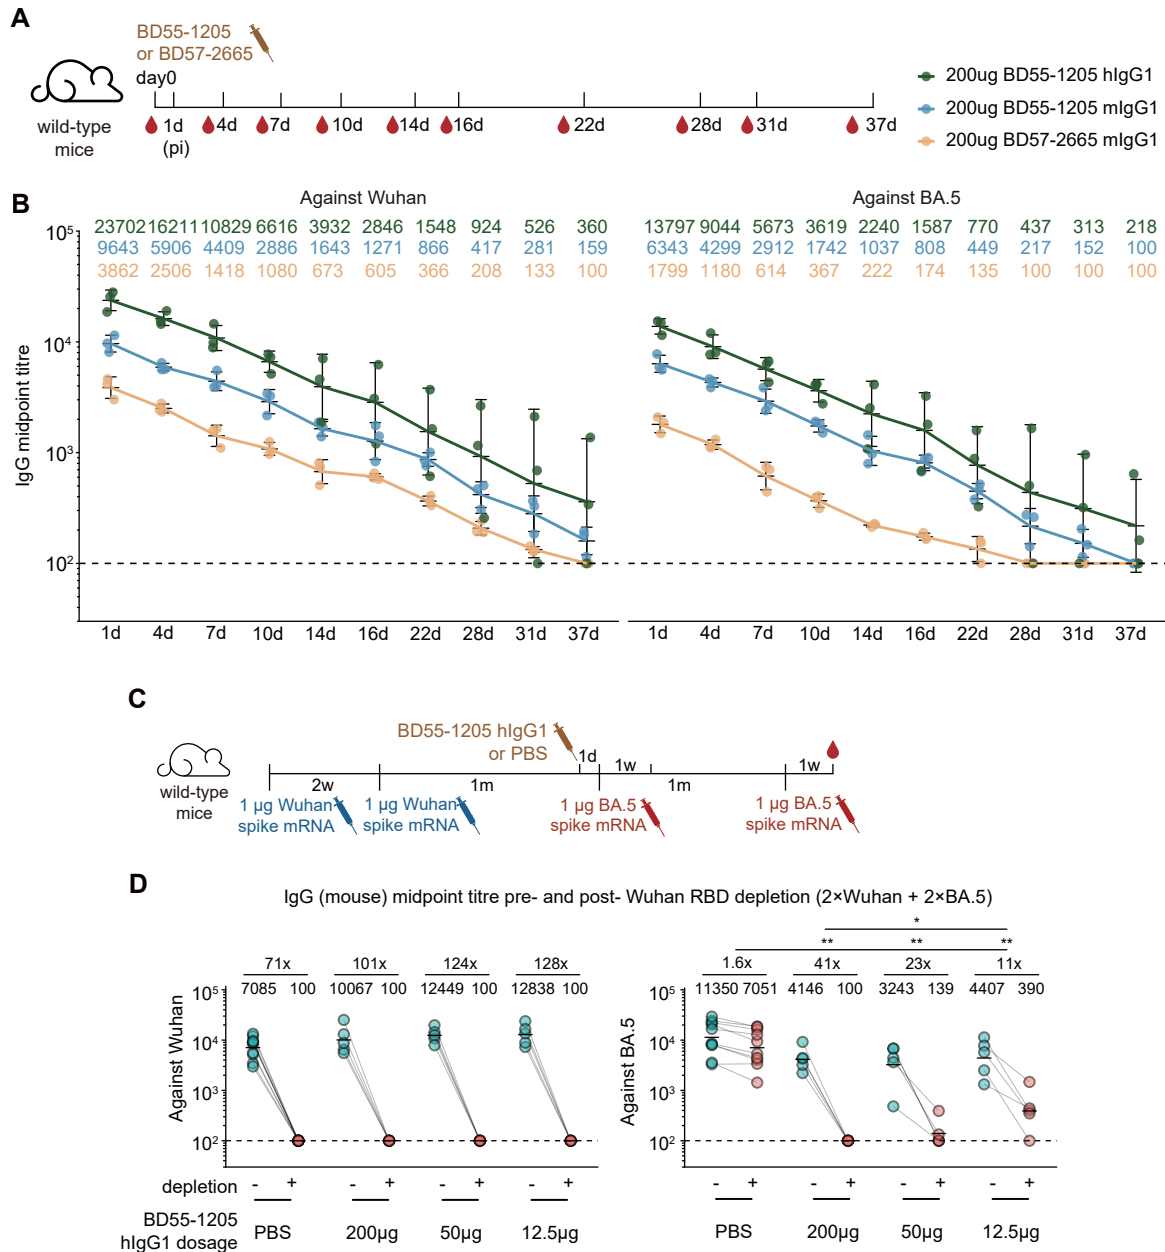 A
BD55-1205
or BD57-2665
day0
wild-type
mice
1d
(pi)
4d
7d
10d
14d
16d
22d
28d
31d
37d
200ug BD55-1205 hIgG1
200ug BD55-1205 mIgG1
200ug BD57-2665 mIgG1
B
Against Wuhan
23702 16211 10829 6616 3932 2846 1548 924 526 360
9643 5906 4409 2886 1643 1271 866 417 281 159
3862 2506 1418 1080 673 605 366 208 133 100
Against BA.5
13797 9044 5673 3619 2240 1587 770 437 313 218
6343 4299 2912 1742 1037 808 449 217 152 100
1799 1180 614 367 222 174 135 100 100 100
IgG midpoint titre
10⁵
10⁴
10³
10²
1d 4d 7d 10d 14d 16d 22d 28d 31d 37d
1d 4d 7d 10d 14d 16d 22d 28d 31d 37d
C
BD55-1205 hIgG1
or PBS
wild-type
mice
2w
1m
1d
1w
1m
1w
1 µg Wuhan
spike mRNA
1 µg Wuhan
spike mRNA
1 µg BA.5
spike mRNA
1 µg BA.5
spike mRNA
D
IgG (mouse) midpoint titre pre- and post- Wuhan RBD depletion (2×Wuhan + 2×BA.5)
71x 101x 124x 128x
7085 100 10067 100 12449 100 12838 100
Against Wuhan
10⁵
10⁴
10³
10²
*
** ** **
1.6x 41x 23x 11x
11350 7051 4146 100 3243 139 4407 390
Against BA.5
10⁵
10⁴
10³
10²
depletion - + - + - + - +
- + - + - + - +
BD55-1205
hIgG1 dosage
PBS 200µg 50µg 12.5µg
PBS 200µg 50µg 12.5µg